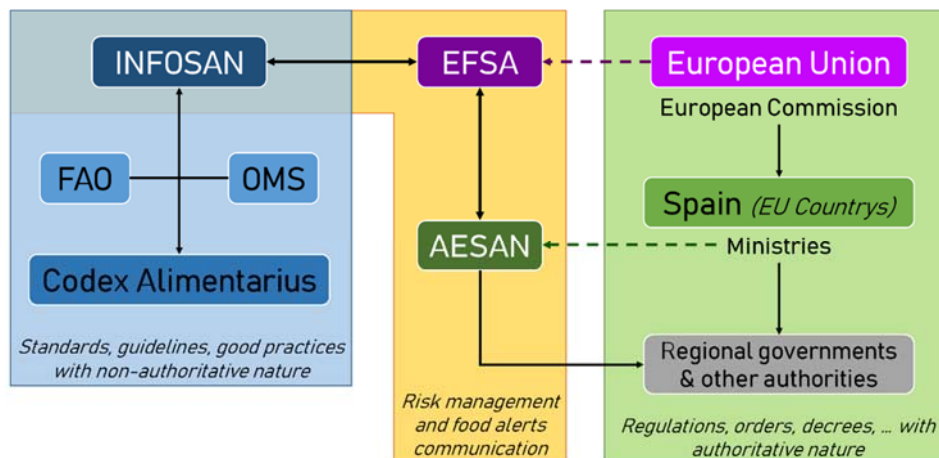 INFOSAN
EFSA
European Union
European Commission
FAO
OMS
Spain (EU Countrys)
AESAN
Ministries
Codex Alimentarius
Standards, guidelines, good practices
with non-authoritative nature
Regional governments
& other authorities
Risk management
and food alerts
communication
Regulations, orders, decrees, ... with
authoritative nature